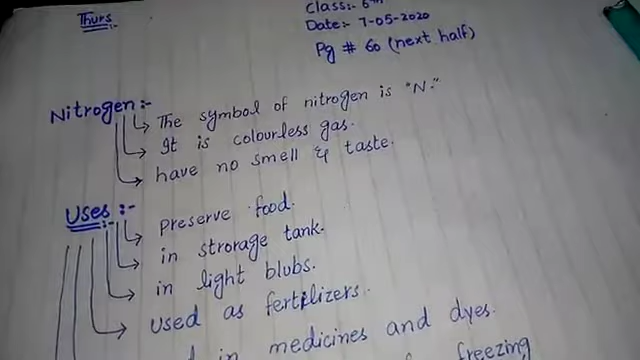 Thurs.
Class:- 6th
Date:- 7-05-2020
Pg # 60 (next half)
Nitrogen:-
The symbol of nitrogen is "N."
It is colourless gas.
have no smell & taste.
Uses:-
preserve food.
in strorage tank.
in light blubs.
used as fertilizers.
in medicines and dyes.
freezing